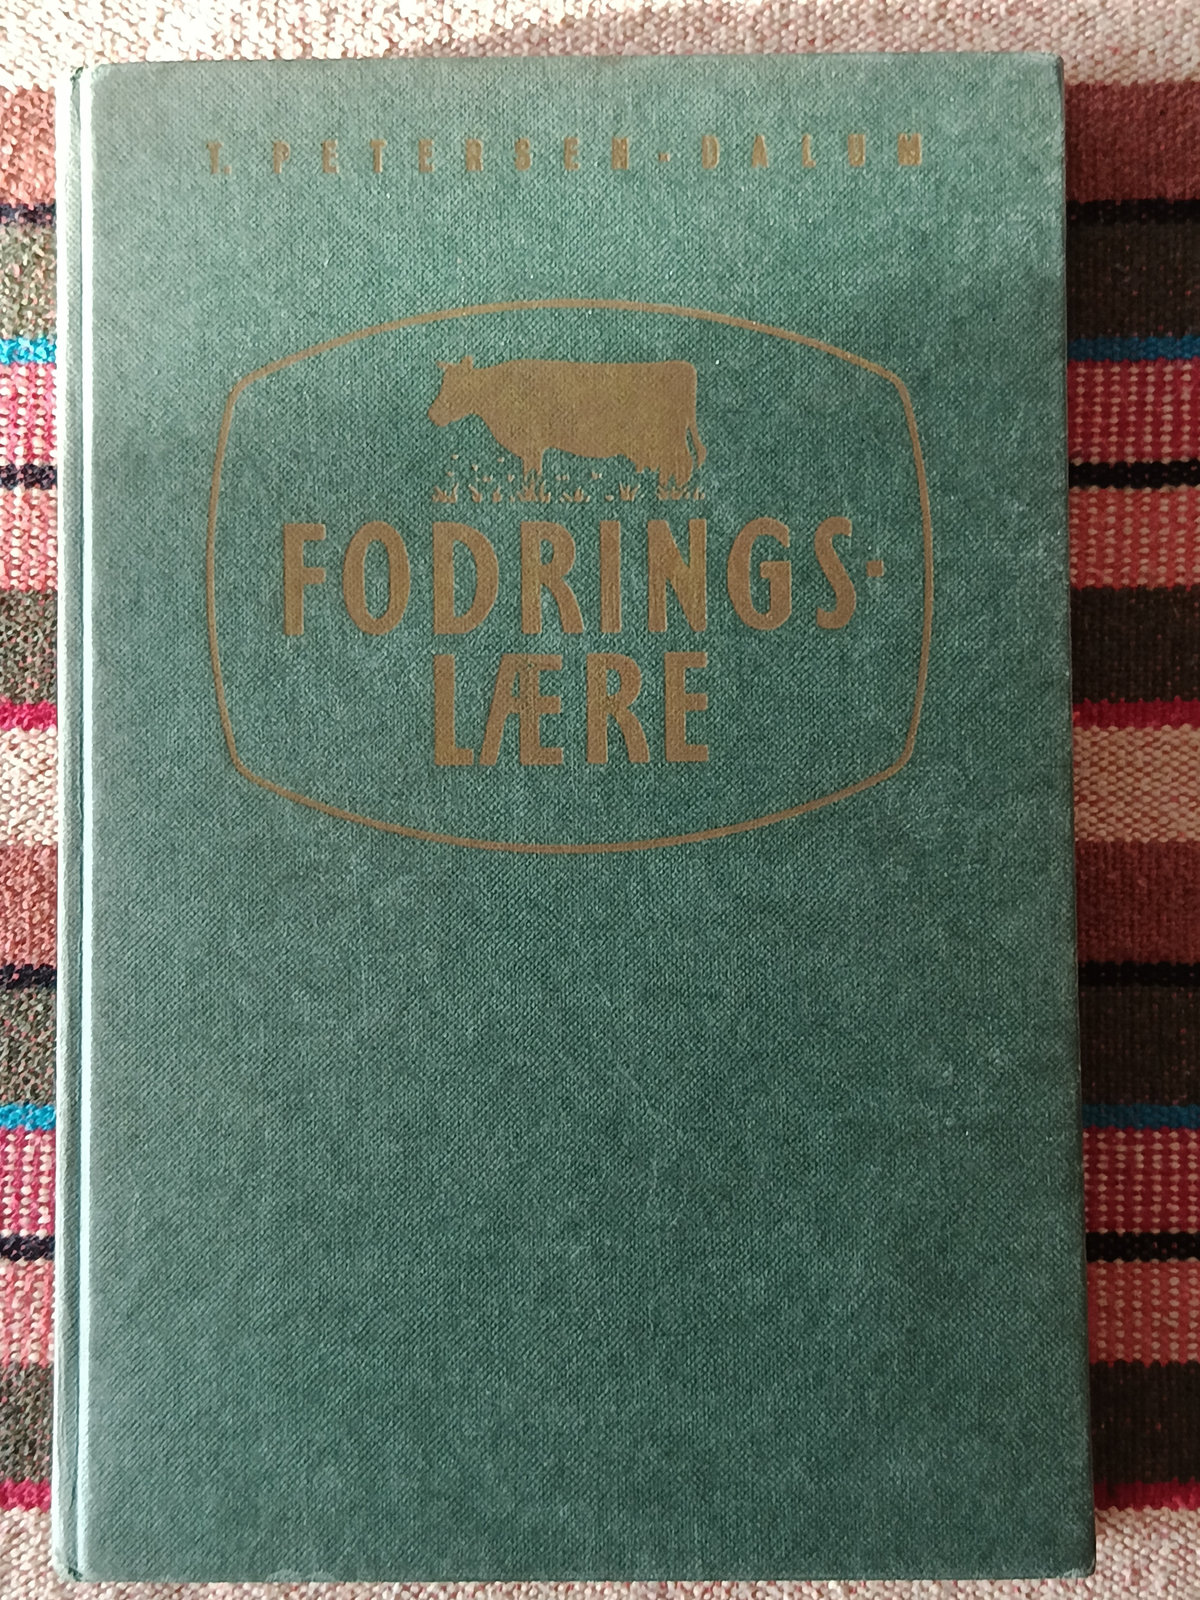 T. PETERSEN-DALUM
FODRINGS-
LÆRE